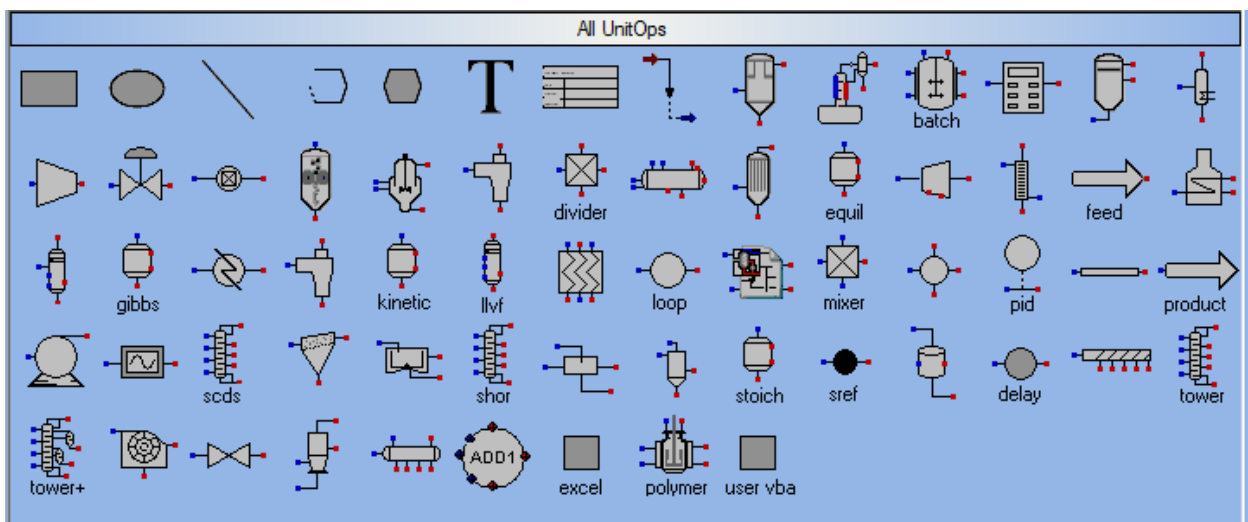 All UnitOps
T
batch
divider
equil
feed
gibbs
kinetic
llvf
loop
mixer
pid
product
scds
shor
stoich
sref
delay
tower
tower+
ADD1
excel
polymer
user vba